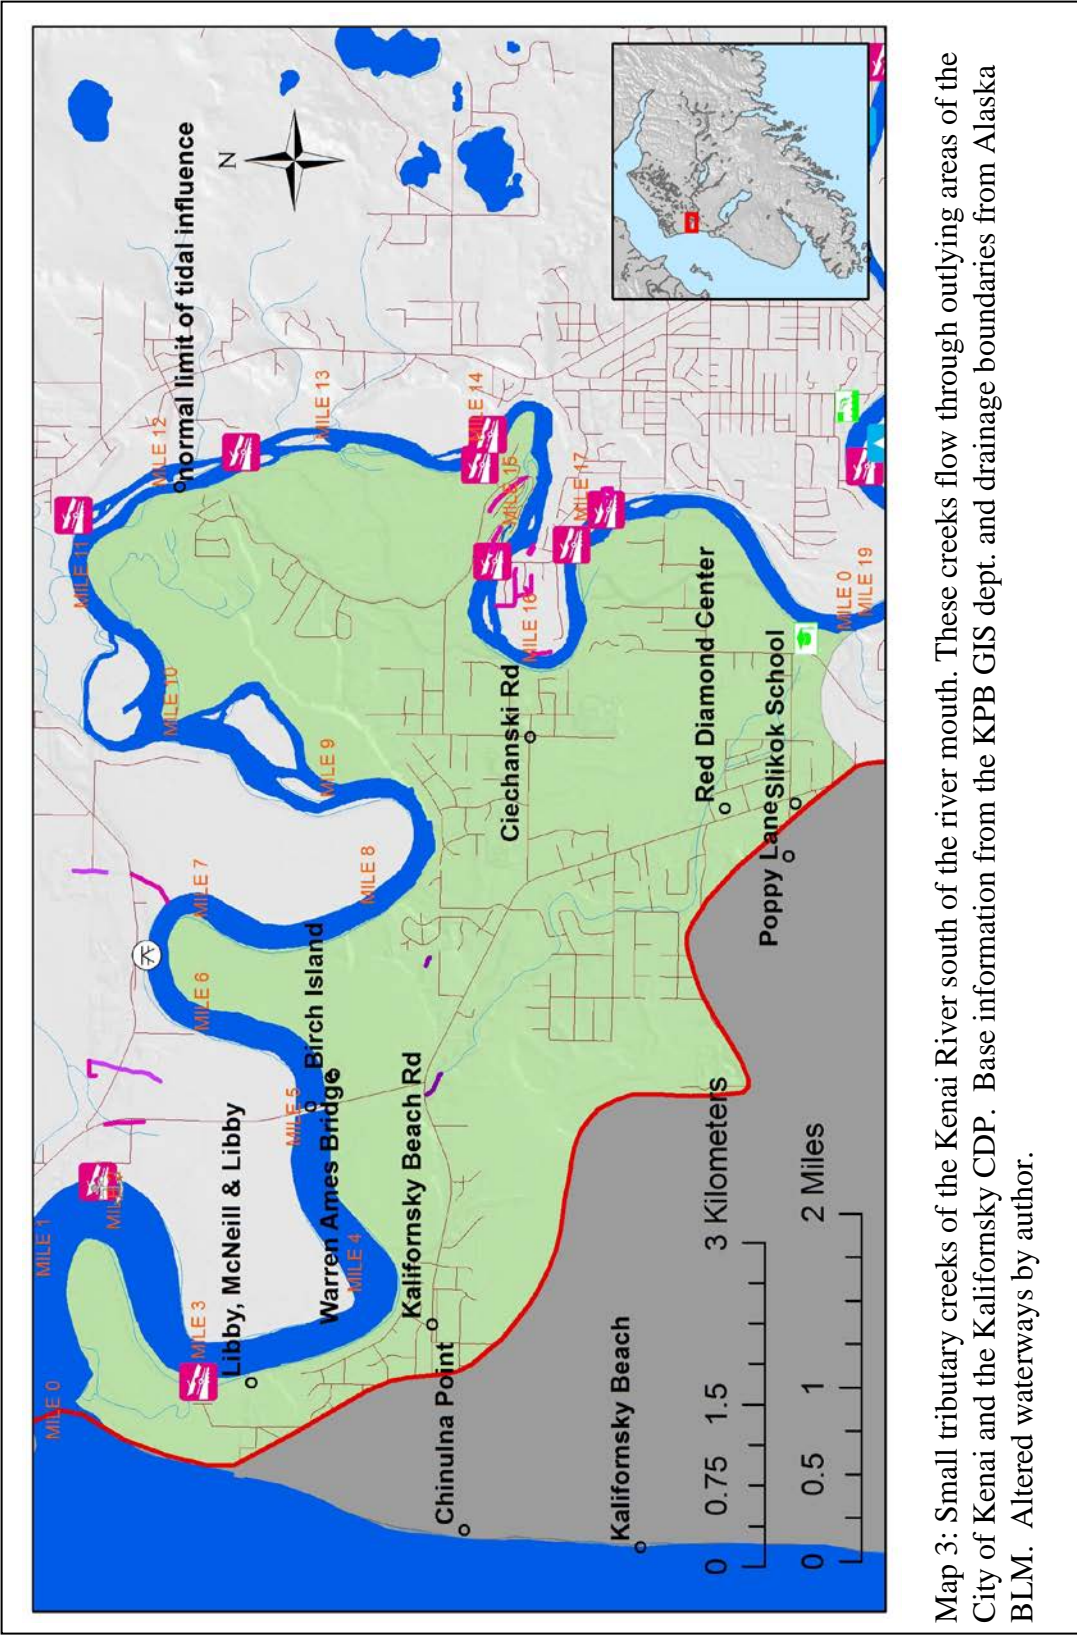 MILE 0
MILE 1
MILE 3
Libby, McNeill & Libby
MILE 4
MILE 5
Warren Ames Bridge
Birch Island
MILE 6
MILE 7
MILE 8
MILE 9
MILE 10
MILE 11
MILE 12
normal limit of tidal influence
MILE 13
MILE 14
MILE 15
MILE 16
MILE 17
N
Kalifornsky Beach Rd
Chinulna Point
Kalifornsky Beach
Ciechanski Rd
Red Diamond Center
Slikok School
Poppy Lane
MILE 0
MILE 19
0 0.75 1.5 3 Kilometers
0 0.5 1 2 Miles
Map 3: Small tributary creeks of the Kenai River south of the river mouth. These creeks flow through outlying areas of the
City of Kenai and the Kalifornsky CDP. Base information from the KPB GIS dept. and drainage boundaries from Alaska
BLM. Altered waterways by author.